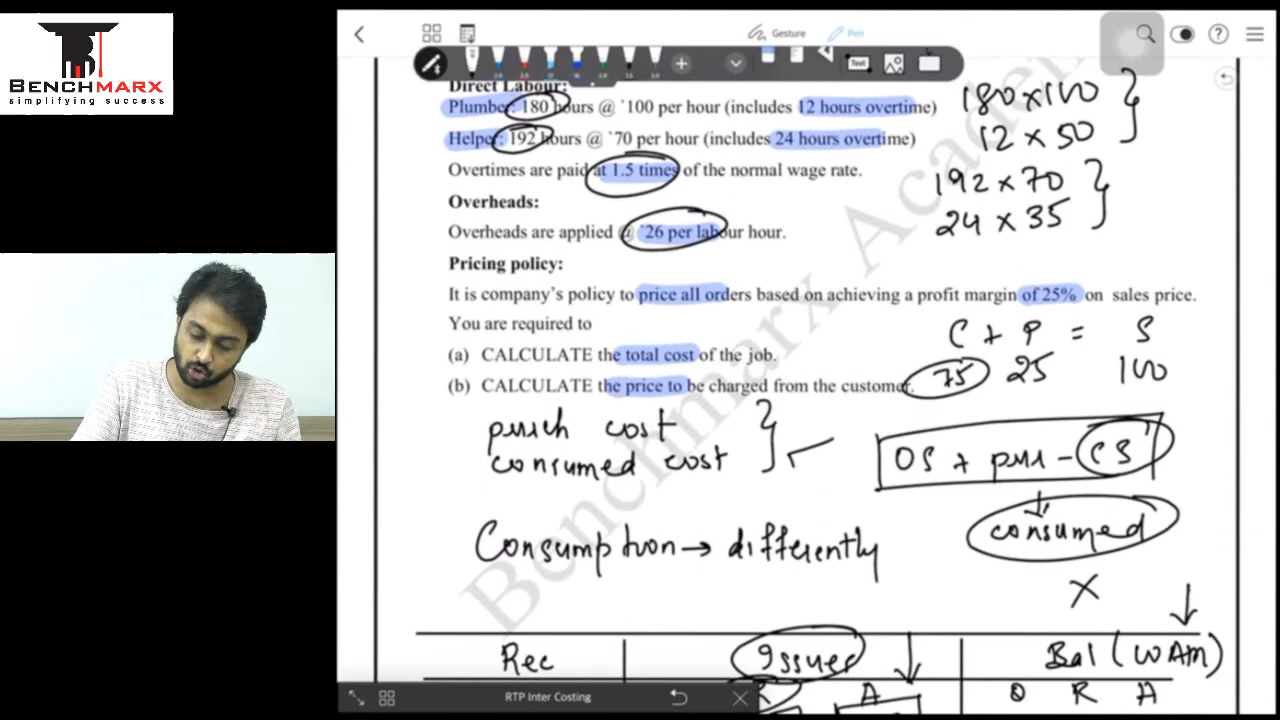 BENCHMARX
simplifying success
Gesture
Pen
Text
Direct Labour:
Plumber: 180 hours @ `100 per hour (includes 12 hours overtime)
180x100
12 x 50
Helper: 192 hours @ `70 per hour (includes 24 hours overtime)
Overtimes are paid at 1.5 times of the normal wage rate.
192 x 70
24 x 35
Overheads:
Overheads are applied @ `26 per labour hour.
Pricing policy:
It is company's policy to price all orders based on achieving a profit margin of 25% on sales price.
You are required to
C + P = S
75 25 100
(a) CALCULATE the total cost of the job.
(b) CALCULATE the price to be charged from the customer.
purch cost
consumed cost
OS + pur - CS
consumed
Consumption → differently
X
Rec
Issues
Bal (WAM)
R A
Q R A
RTP Inter Costing
Benchmarx Academ